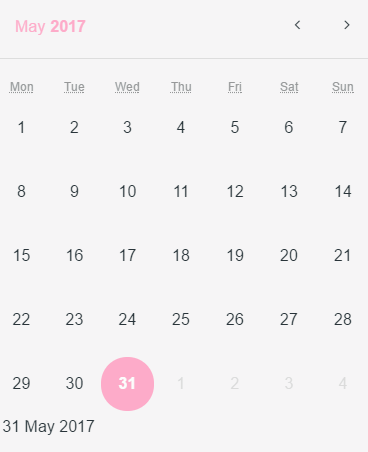 May 2017
Mon Tue Wed Thu Fri Sat Sun
1 2 3 4 5 6 7
8 9 10 11 12 13 14
15 16 17 18 19 20 21
22 23 24 25 26 27 28
29 30 31 1 2 3 4
31 May 2017